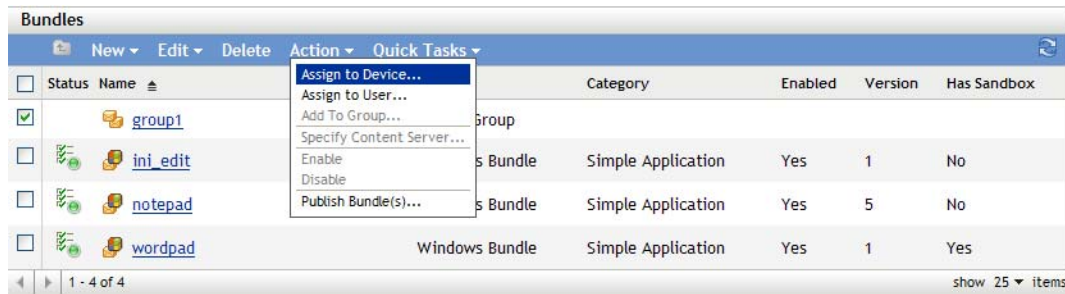 Bundles
New Edit Delete Action Quick Tasks
Status Name Category Enabled Version Has Sandbox
Assign to Device...
Assign to User...
Add To Group...
Specify Content Server...
Enable
Disable
Publish Bundle(s)...
group1 Group
ini_edit s Bundle Simple Application Yes 1 No
notepad s Bundle Simple Application Yes 5 No
wordpad Windows Bundle Simple Application Yes 1 Yes
1 - 4 of 4 show 25 items